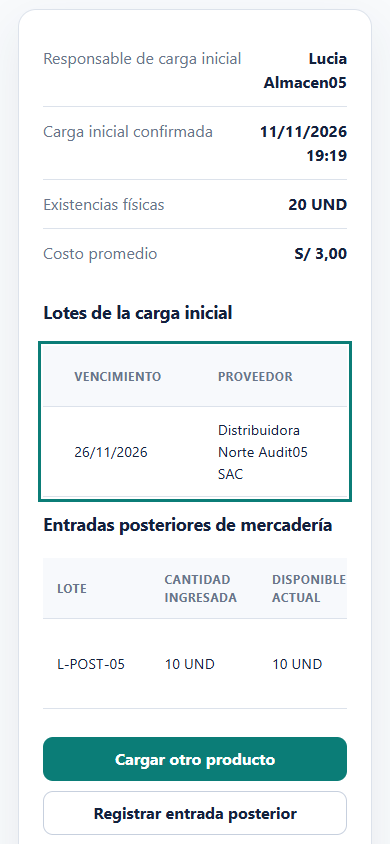 Responsable de carga inicial Lucia
Almacen05
Carga inicial confirmada 11/11/2026
19:19
Existencias físicas 20 UND
Costo promedio S/ 3,00
Lotes de la carga inicial
VENCIMIENTO PROVEEDOR
26/11/2026 Distribuidora
Norte Audit05
SAC
Entradas posteriores de mercadería
LOTE CANTIDAD INGRESADA DISPONIBLE ACTUAL
L-POST-05 10 UND 10 UND
Cargar otro producto
Registrar entrada posterior